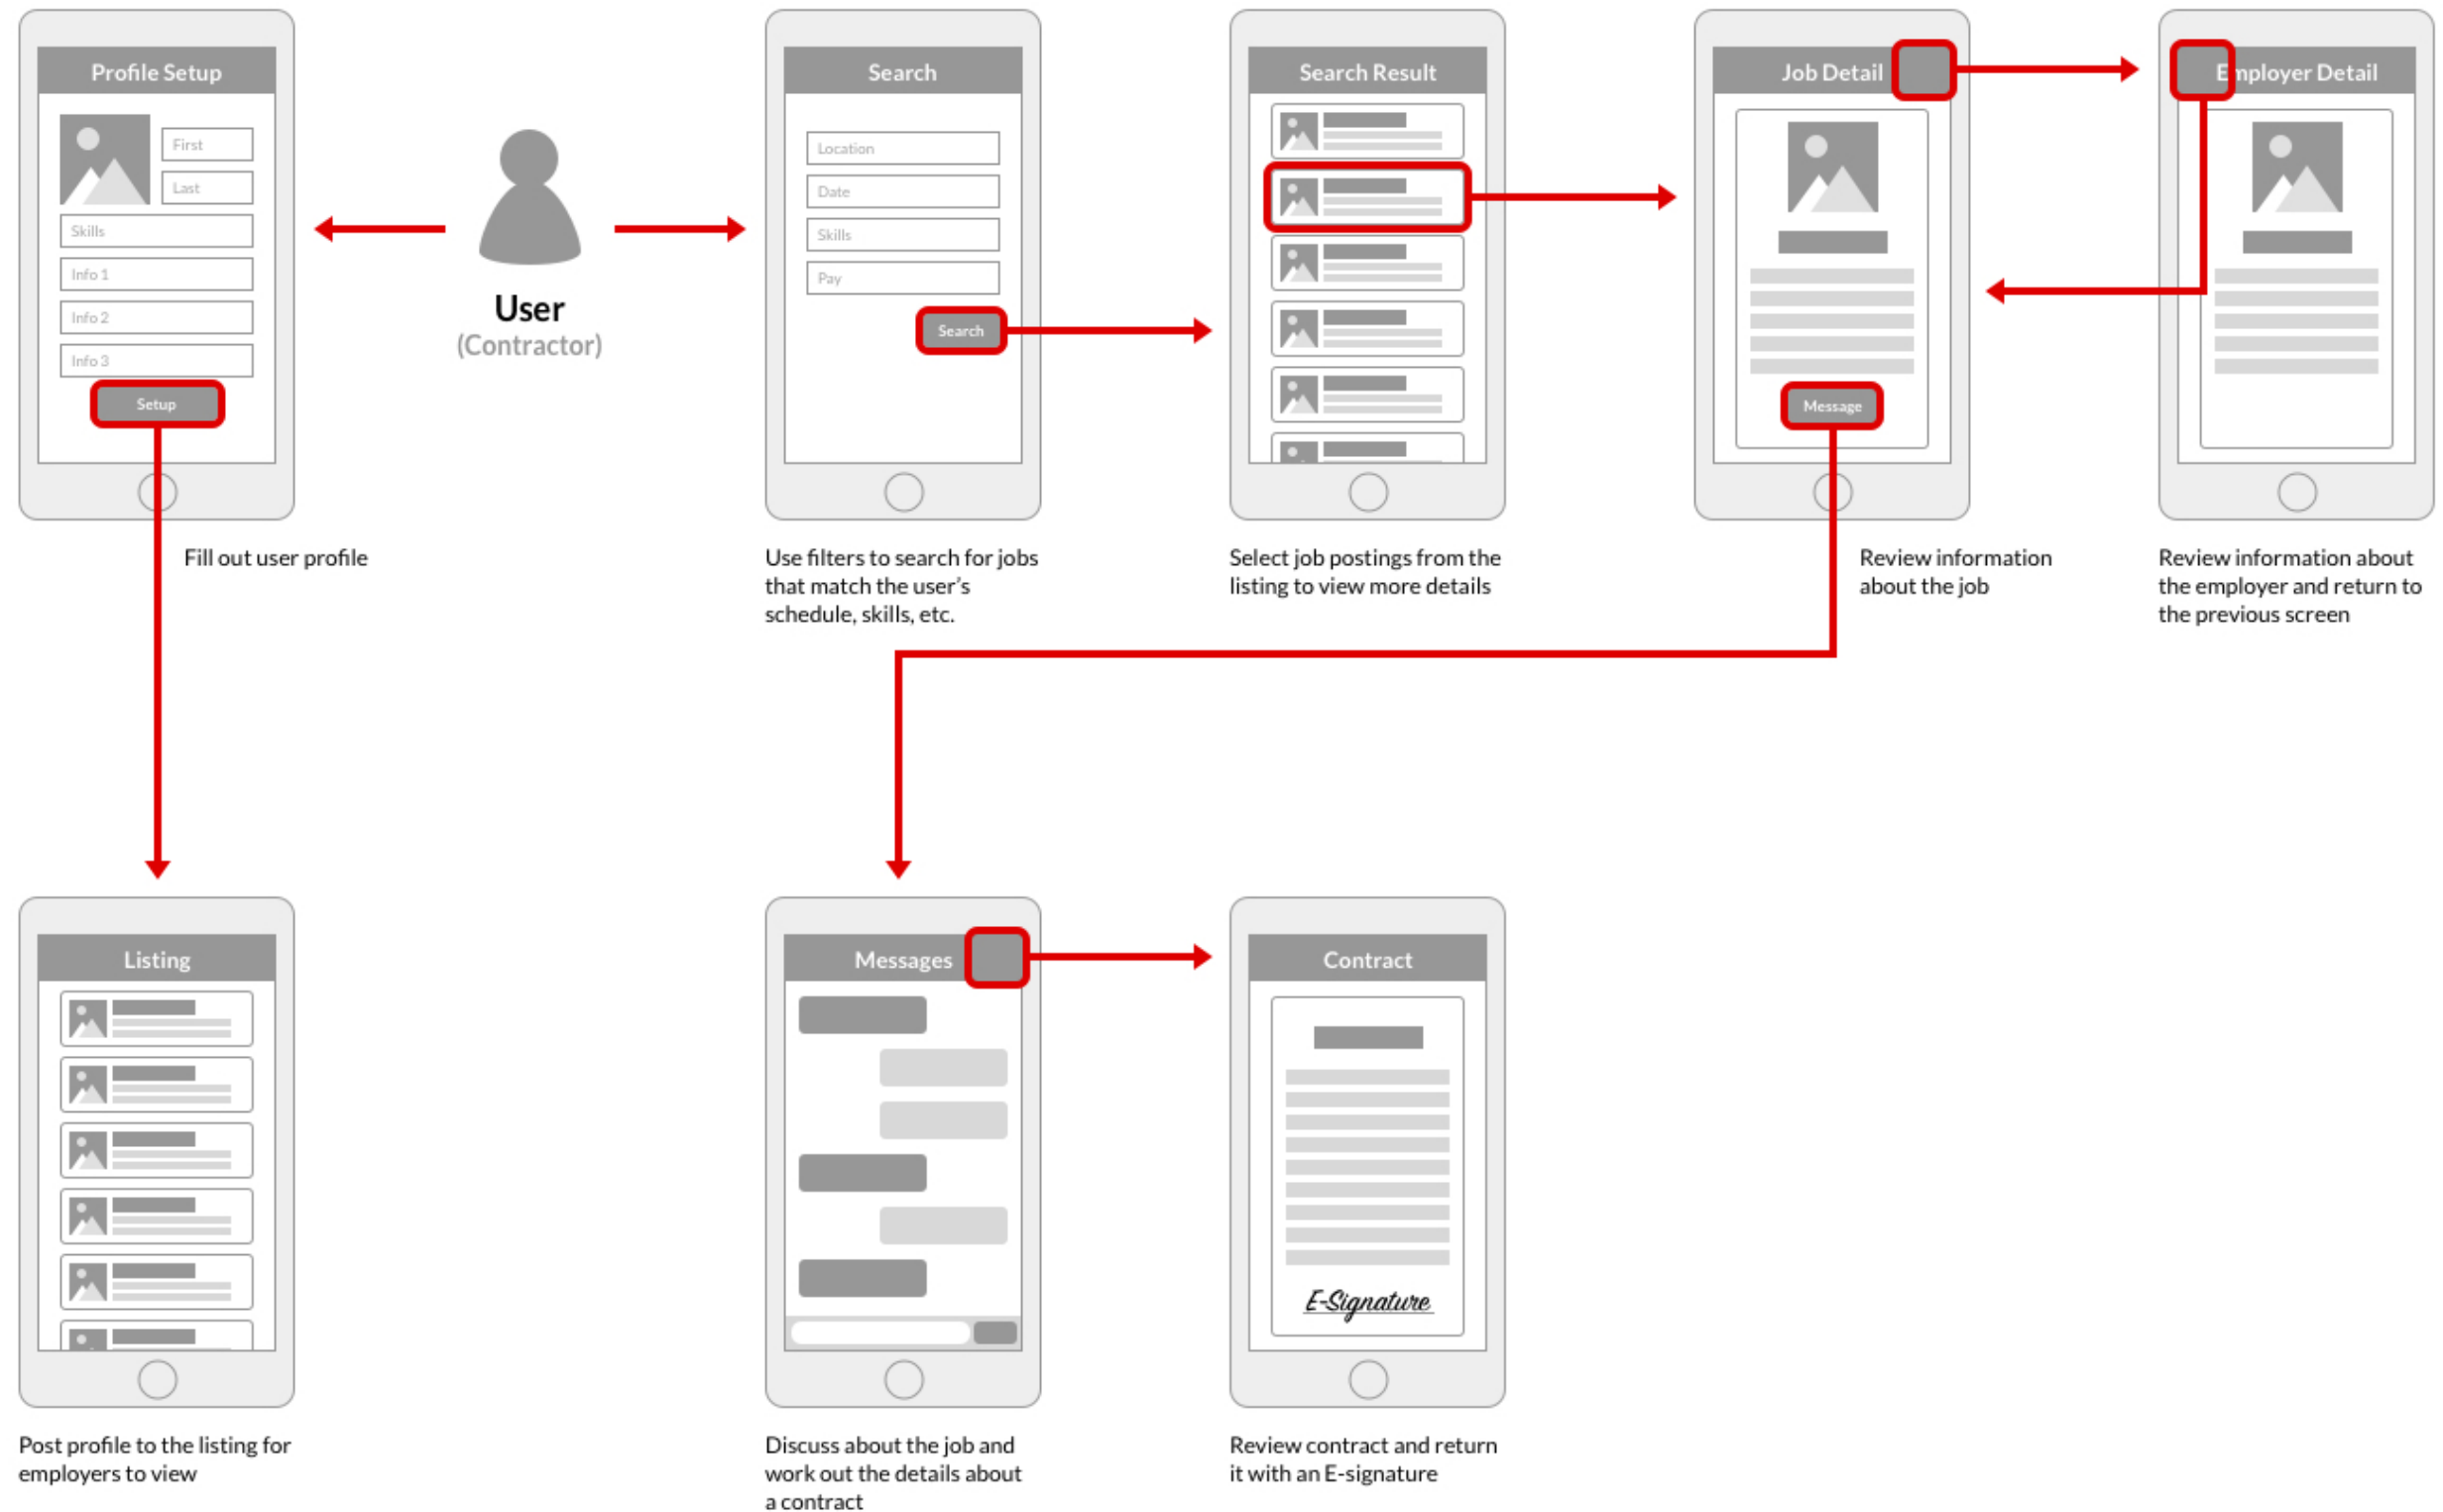 Profile Setup
First
Last
Skills
Info 1
Info 2
Info 3
Setup
Fill out user profile
User
(Contractor)
Search
Location
Date
Skills
Pay
Search
Use filters to search for jobs
that match the user's
schedule, skills, etc.
Search Result
Select job postings from the
listing to view more details
Job Detail
Message
Review information
about the job
Employer Detail
Review information about
the employer and return to
the previous screen
Listing
Post profile to the listing for
employers to view
Messages
Discuss about the job and
work out the details about
a contract
Contract
E-Signature
Review contract and return
it with an E-signature